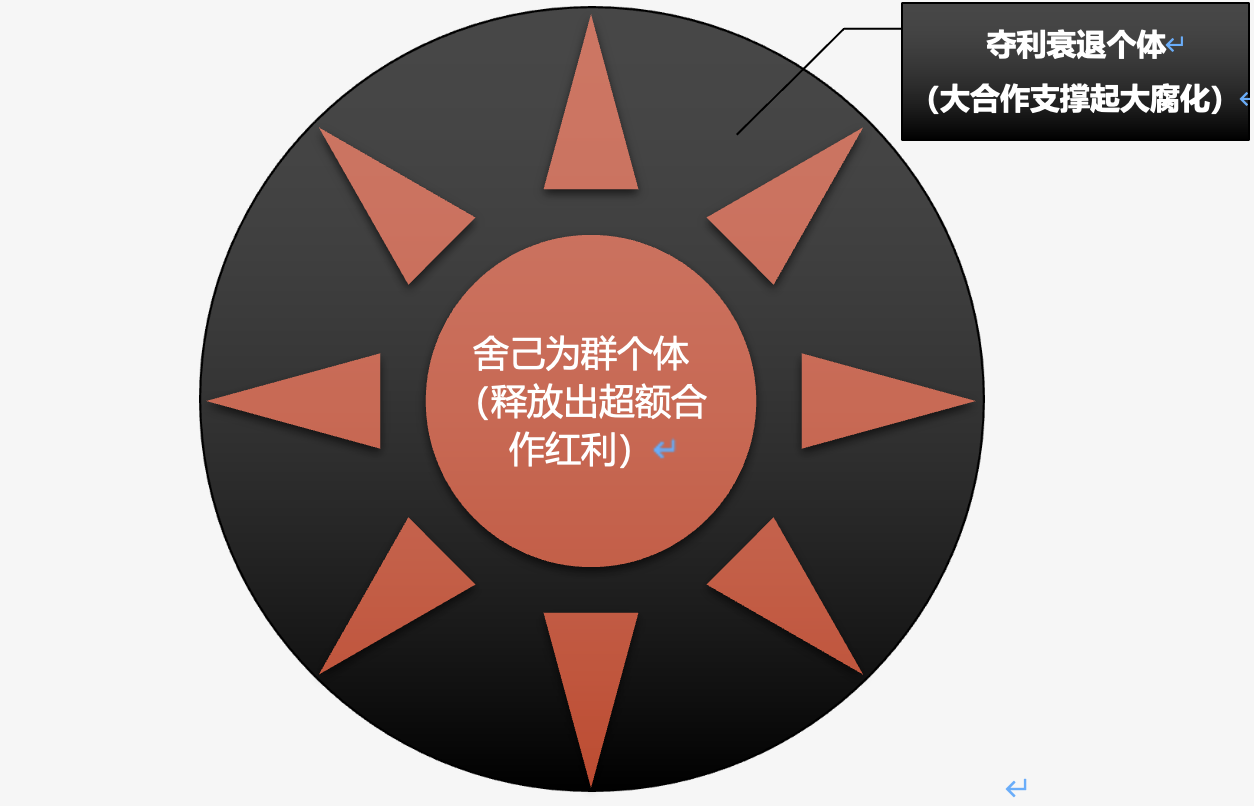 夺利衰退个体
（大合作支撑起大腐化）
舍己为群个体
（释放出超额合
作红利）